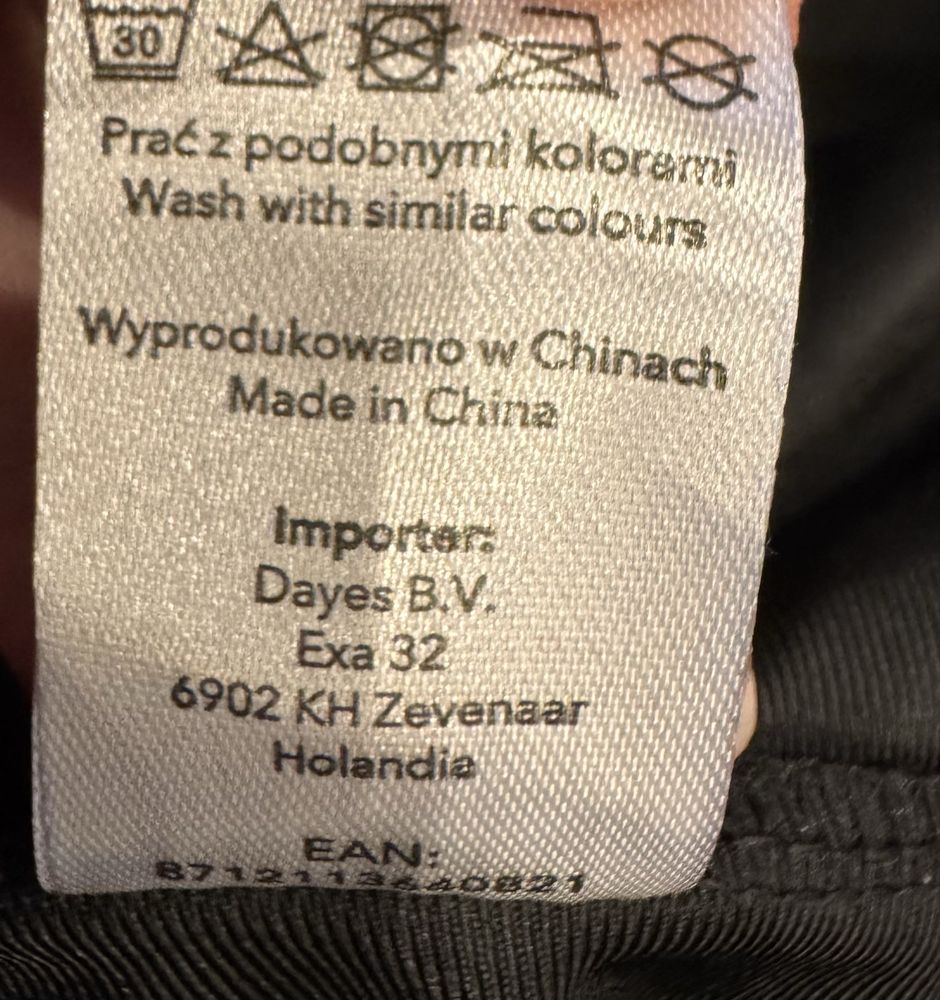 30
Prać z podobnymi kolorami
Wash with similar colours
Wyprodukowano w Chinach
Made in China
Importer:
Dayes B.V.
Exa 32
6902 KH Zevenaar
Holandia
EAN: